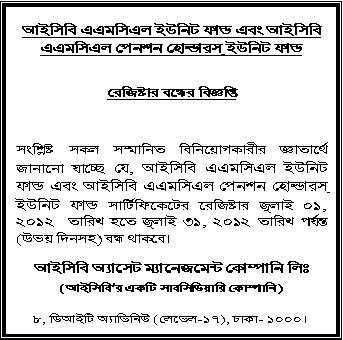 আইসিবি এএমসিএল ইউনিট ফান্ড এবং আইসিবি
এএমসিএল পেনশন হোল্ডারস্ ইউনিট ফান্ড
রেজিষ্টার বন্ধের বিজ্ঞপ্তি
সংশ্লিষ্ট সকল সম্মানিত বিনিয়োগকারীর জ্ঞাতার্থে
জানানো যাচ্ছে যে, আইসিবি এএমসিএল ইউনিট
ফান্ড এবং আইসিবি এএমসিএল পেনশন হোল্ডারস্
ইউনিট ফান্ড সার্টিফিকেটের রেজিষ্টার জুলাই ০১,
২০১২ তারিখ হতে জুলাই ৩১, ২০১২ তারিখ পর্যন্ত
(উভয় দিনসহ) বন্ধ থাকবে।
আইসিবি অ্যাসেট ম্যানেজমেন্ট কোম্পানি লিঃ
(আইসিবি'র একটি সাবসিডিয়ারি কোম্পানি)
৮, ডিআইটি অ্যাভিনিউ (লেভেল-১৭), ঢাকা- ১০০০।